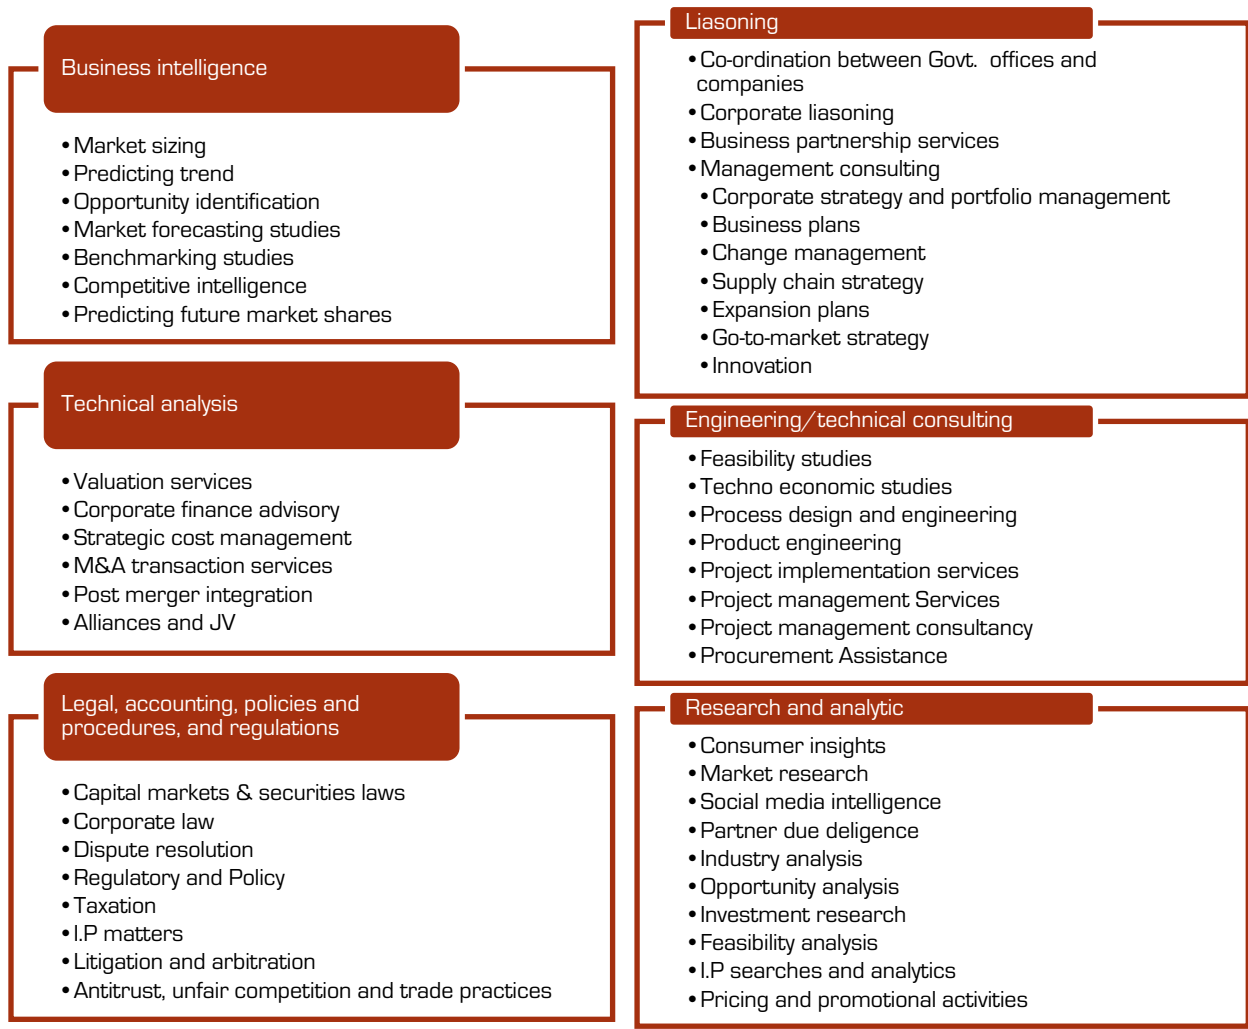 Business intelligence
•Market sizing
•Predicting trend
•Opportunity identification
•Market forecasting studies
•Benchmarking studies
•Competitive intelligence
•Predicting future market shares
Technical analysis
•Valuation services
•Corporate finance advisory
•Strategic cost management
•M&A transaction services
•Post merger integration
•Alliances and JV
Legal, accounting, policies and
procedures, and regulations
•Capital markets & securities laws
•Corporate law
•Dispute resolution
•Regulatory and Policy
•Taxation
•I.P matters
•Litigation and arbitration
•Antitrust, unfair competition and trade practices
Liasoning
•Co-ordination between Govt. offices and
companies
•Corporate liasoning
•Business partnership services
•Management consulting
•Corporate strategy and portfolio management
•Business plans
•Change management
•Supply chain strategy
•Expansion plans
•Go-to-market strategy
•Innovation
Engineering/technical consulting
•Feasibility studies
•Techno economic studies
•Process design and engineering
•Product engineering
•Project implementation services
•Project management Services
•Project management consultancy
•Procurement Assistance
Research and analytic
•Consumer insights
•Market research
•Social media intelligence
•Partner due deligence
•Industry analysis
•Opportunity analysis
•Investment research
•Feasibility analysis
•I.P searches and analytics
•Pricing and promotional activities